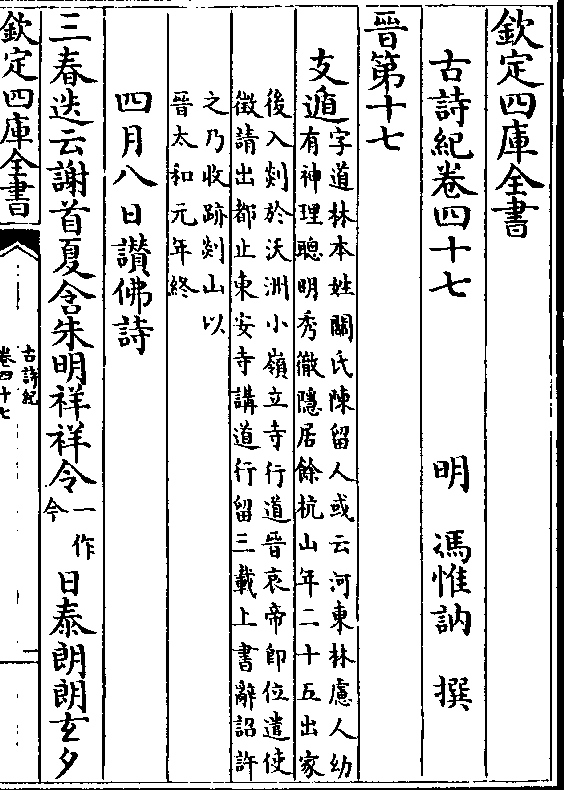 欽定四庫全書
古詩紀卷四十七 明 馮惟訥 撰
晉第十七
支遁字道林本姓關氏陳留人或云河東林慮人幼
有神理聰明秀徹隱居餘杭山年二十五出家
後入剡於沃洲小嶺立寺行道晉哀帝即位遣使
徵請出都止東安寺講道行留三載上書辭詔許
之乃收跡剡山以
晉太和元年終
四月八日讃佛詩
三春迭云謝首夏含朱明祥祥令一作今日泰朗朗玄夕
欽定四庫全書
古詩紀
卷四十七